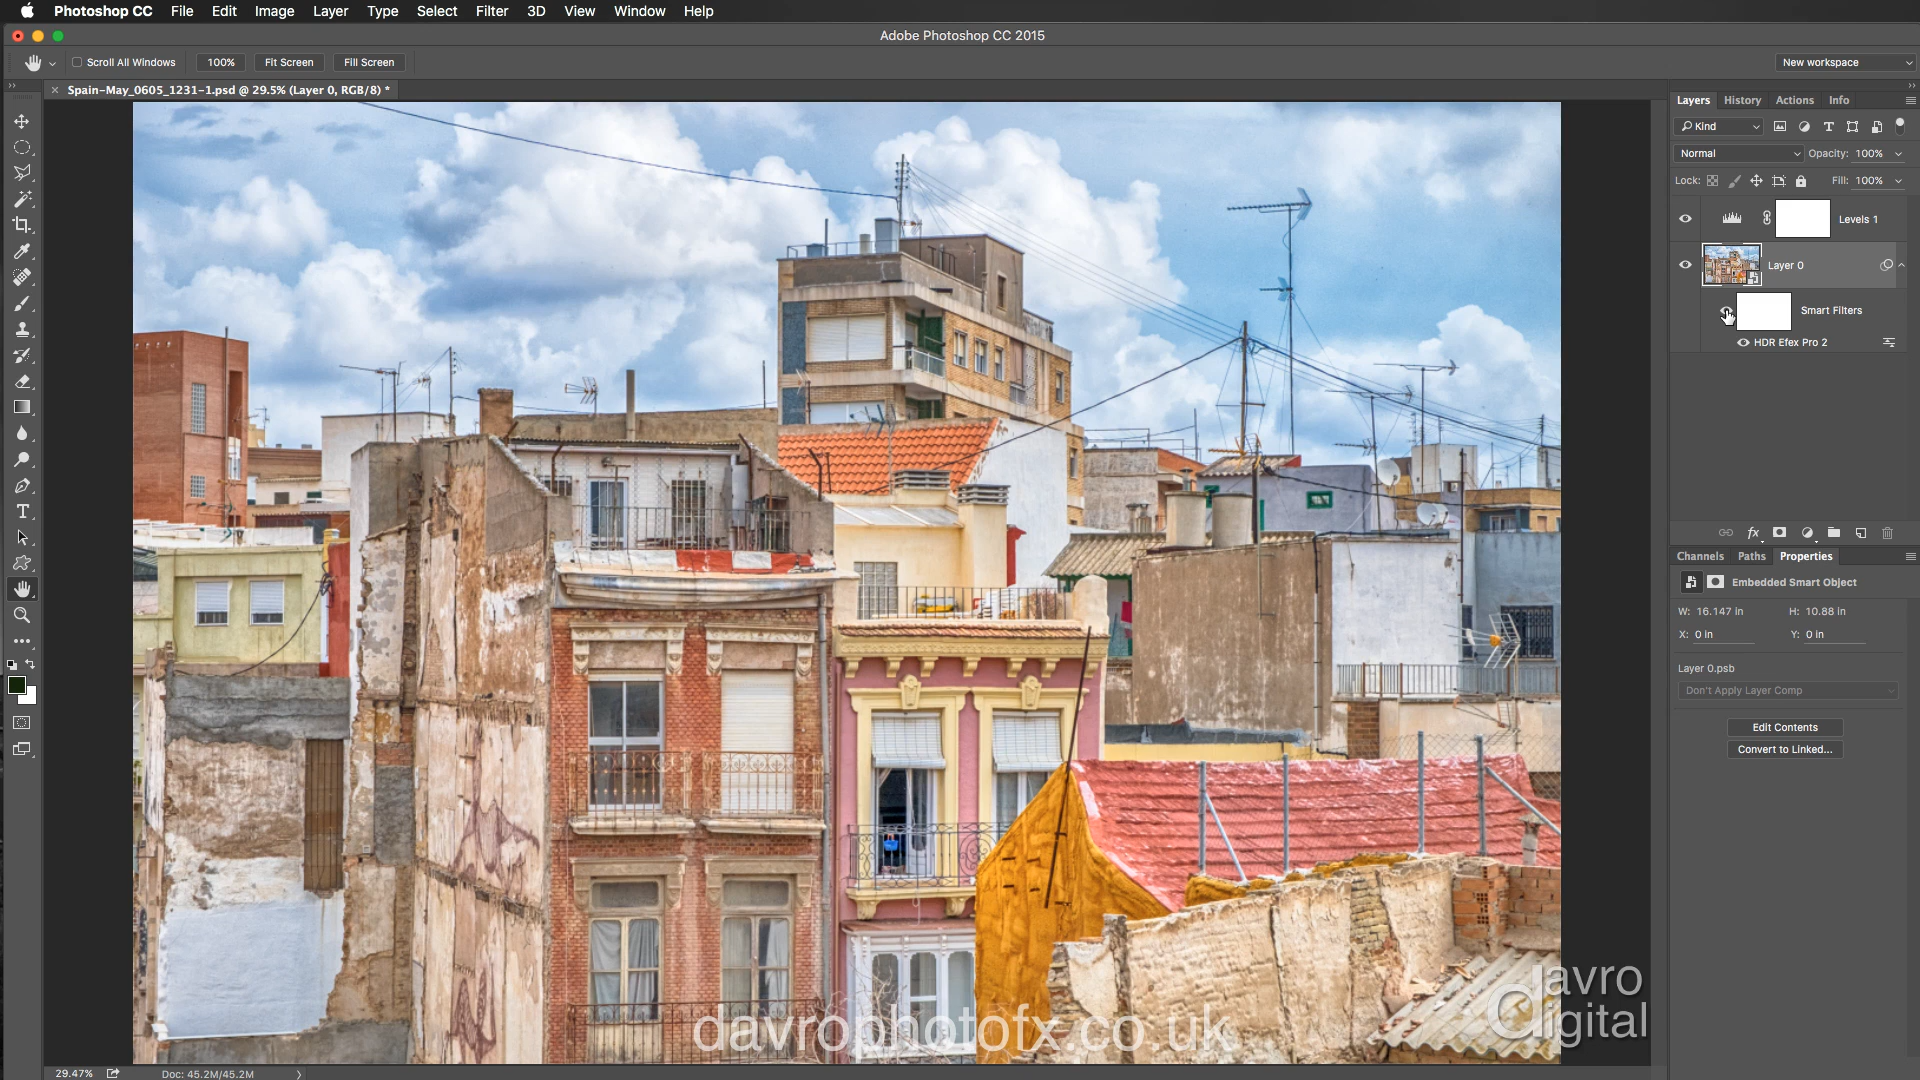 Photoshop CC File Edit Image Layer Type Select Filter 3D View Window Help
Adobe Photoshop CC 2015
Scroll All Windows 100% Fit Screen Fill Screen New workspace
Spain-May_0605_1231-1.psd @ 29.5% (Layer 0, RGB/8) *
Layers History Actions Info
Kind
Normal Opacity: 100%
Lock: Fill: 100%
Levels 1
Layer 0
Smart Filters
HDR Efex Pro 2
fx
Channels Paths Properties
Embedded Smart Object
W: 16.147 in H: 10.88 in
X: 0 in Y: 0 in
Layer 0.psb
Don't Apply Layer Comp
Edit Contents
Convert to Linked...
davro
digital
davrophotofx.co.uk
29.47% Doc: 45.2M/45.2M